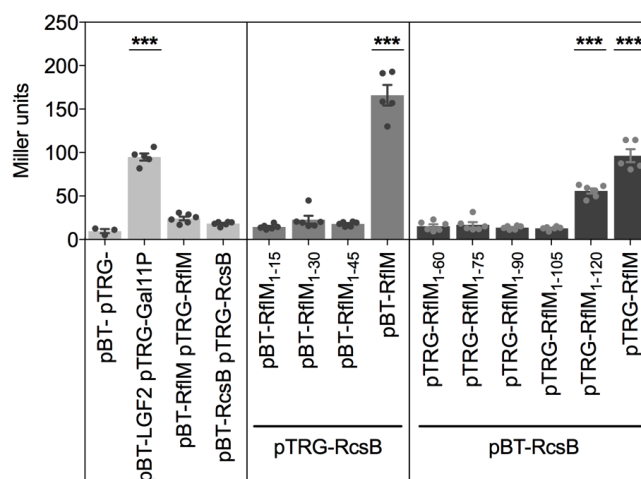 Miller units
250
200
150
100
50
0
***
***
***
***
pBT- pTRG-
pBT-LGF2 pTRG-Gal11P
pBT-RflM pTRG-RflM
pBT-RcsB pTRG-RcsB
pBT-RflM1-15
pBT-RflM1-30
pBT-RflM1-45
pBT-RflM
pTRG-RflM1-60
pTRG-RflM1-75
pTRG-RflM1-90
pTRG-RflM1-105
pTRG-RflM1-120
pTRG-RflM
pTRG-RcsB
pBT-RcsB